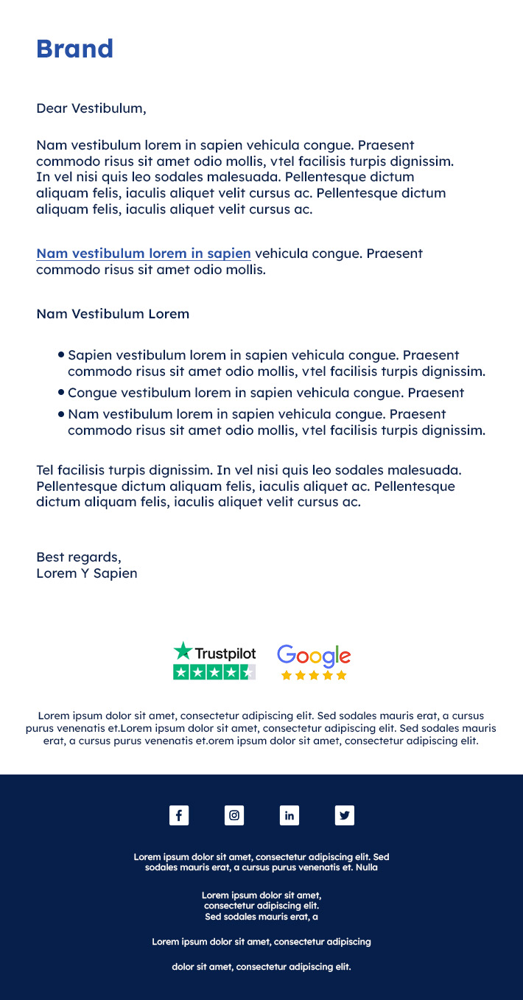 Brand
Dear Vestibulum,
Nam vestibulum lorem in sapien vehicula congue. Praesent
commodo risus sit amet odio mollis, vtel facilisis turpis dignissim.
In vel nisi quis leo sodales malesuada. Pellentesque dictum
aliquam felis, iaculis aliquet velit cursus ac. Pellentesque dictum
aliquam felis, iaculis aliquet velit cursus ac.
Nam vestibulum lorem in sapien vehicula congue. Praesent
commodo risus sit amet odio mollis.
Nam Vestibulum Lorem
• Sapien vestibulum lorem in sapien vehicula congue. Praesent
commodo risus sit amet odio mollis, vtel facilisis turpis dignissim.
• Congue vestibulum lorem in sapien vehicula congue. Praesent
• Nam vestibulum lorem in sapien vehicula congue. Praesent
commodo risus sit amet odio mollis, vtel facilisis turpis dignissim.
Tel facilisis turpis dignissim. In vel nisi quis leo sodales malesuada.
Pellentesque dictum aliquam felis, iaculis aliquet ac. Pellentesque
dictum aliquam felis, iaculis aliquet velit cursus ac.
Best regards,
Lorem Y Sapien
Trustpilot
Google
Lorem ipsum dolor sit amet, consectetur adipiscing elit. Sed sodales mauris erat, a cursus
purus venenatis et.Lorem ipsum dolor sit amet, consectetur adipiscing elit. Sed sodales mauris
erat, a cursus purus venenatis et.orem ipsum dolor sit amet, consectetur adipiscing elit.
Lorem ipsum dolor sit amet, consectetur adipiscing elit. Sed
sodales mauris erat, a cursus purus venenatis et. Nulla
Lorem ipsum dolor sit amet,
consectetur adipiscing elit.
Sed sodales mauris erat, a
Lorem ipsum dolor sit amet, consectetur adipiscing
dolor sit amet, consectetur adipiscing elit.